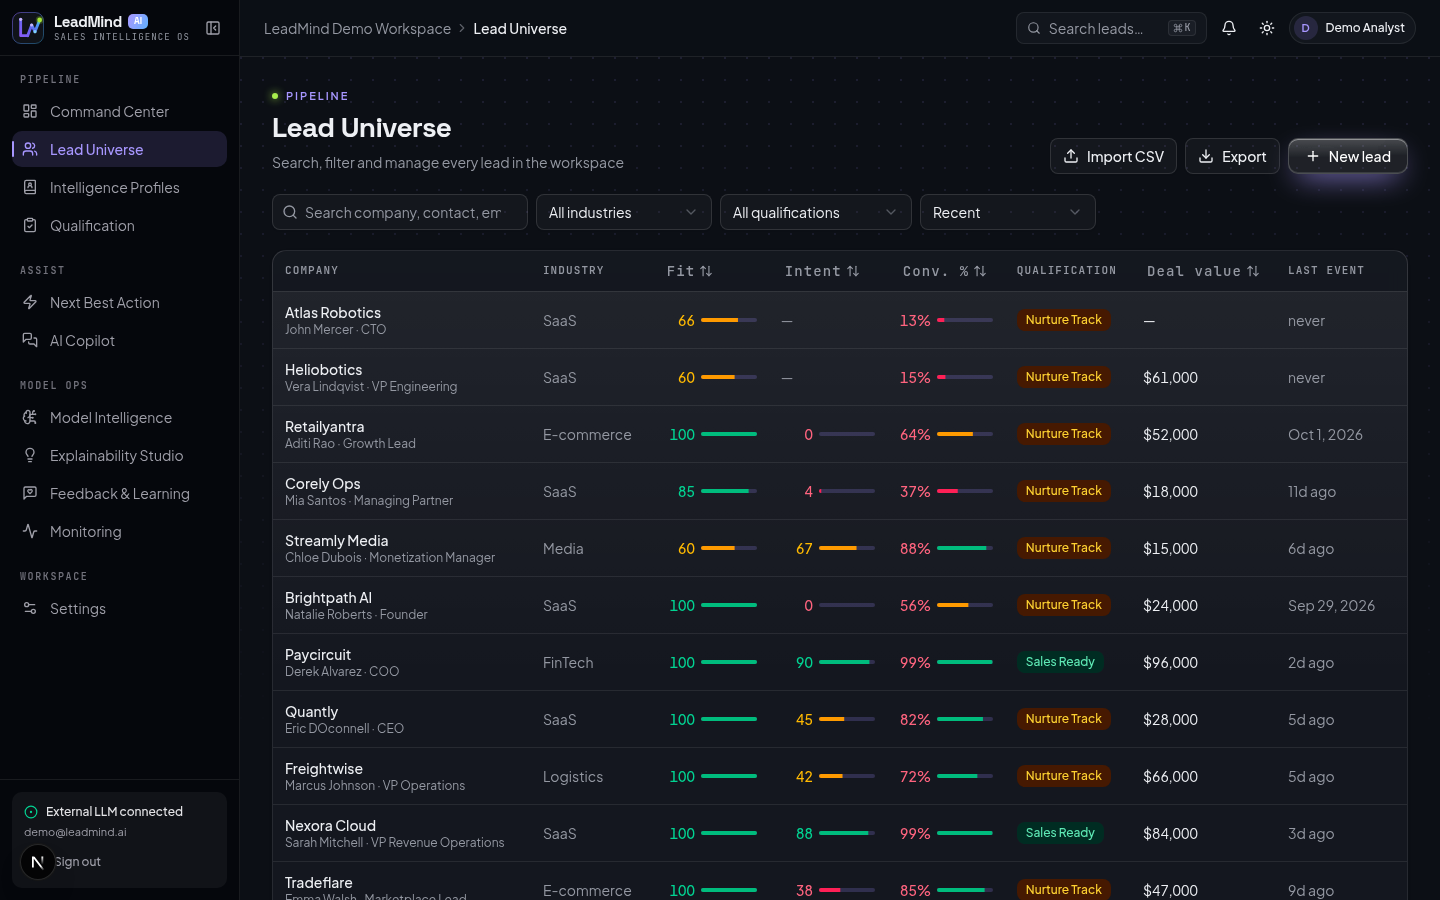 LeadMind AI
SALES INTELLIGENCE OS
LeadMind Demo Workspace > Lead Universe
Search leads... ⌘K
D Demo Analyst
PIPELINE
Command Center
Lead Universe
Intelligence Profiles
Qualification
ASSIST
Next Best Action
AI Copilot
MODEL OPS
Model Intelligence
Explainability Studio
Feedback & Learning
Monitoring
WORKSPACE
Settings
External LLM connected
demo@leadmind.ai
N Sign out
PIPELINE
Lead Universe
Search, filter and manage every lead in the workspace
Import CSV Export + New lead
Search company, contact, em All industries All qualifications Recent
COMPANY INDUSTRY Fit Intent Conv. % QUALIFICATION Deal value LAST EVENT
Atlas Robotics
John Mercer · CTO
SaaS 66 — 13% Nurture Track — never
Heliobotics
Vera Lindqvist · VP Engineering
SaaS 60 — 15% Nurture Track $61,000 never
Retailyantra
Aditi Rao · Growth Lead
E-commerce 100 0 64% Nurture Track $52,000 Oct 1, 2026
Corely Ops
Mia Santos · Managing Partner
SaaS 85 4 37% Nurture Track $18,000 11d ago
Streamly Media
Chloe Dubois · Monetization Manager
Media 60 67 88% Nurture Track $15,000 6d ago
Brightpath AI
Natalie Roberts · Founder
SaaS 100 0 56% Nurture Track $24,000 Sep 29, 2026
Paycircuit
Derek Alvarez · COO
FinTech 100 90 99% Sales Ready $96,000 2d ago
Quantly
Eric DOconnell · CEO
SaaS 100 45 82% Nurture Track $28,000 5d ago
Freightwise
Marcus Johnson · VP Operations
Logistics 100 42 72% Nurture Track $66,000 5d ago
Nexora Cloud
Sarah Mitchell · VP Revenue Operations
SaaS 100 88 99% Sales Ready $84,000 3d ago
Tradeflare
Emma Walsh · Marketplace Lead
E-commerce 100 38 85% Nurture Track $47,000 9d ago